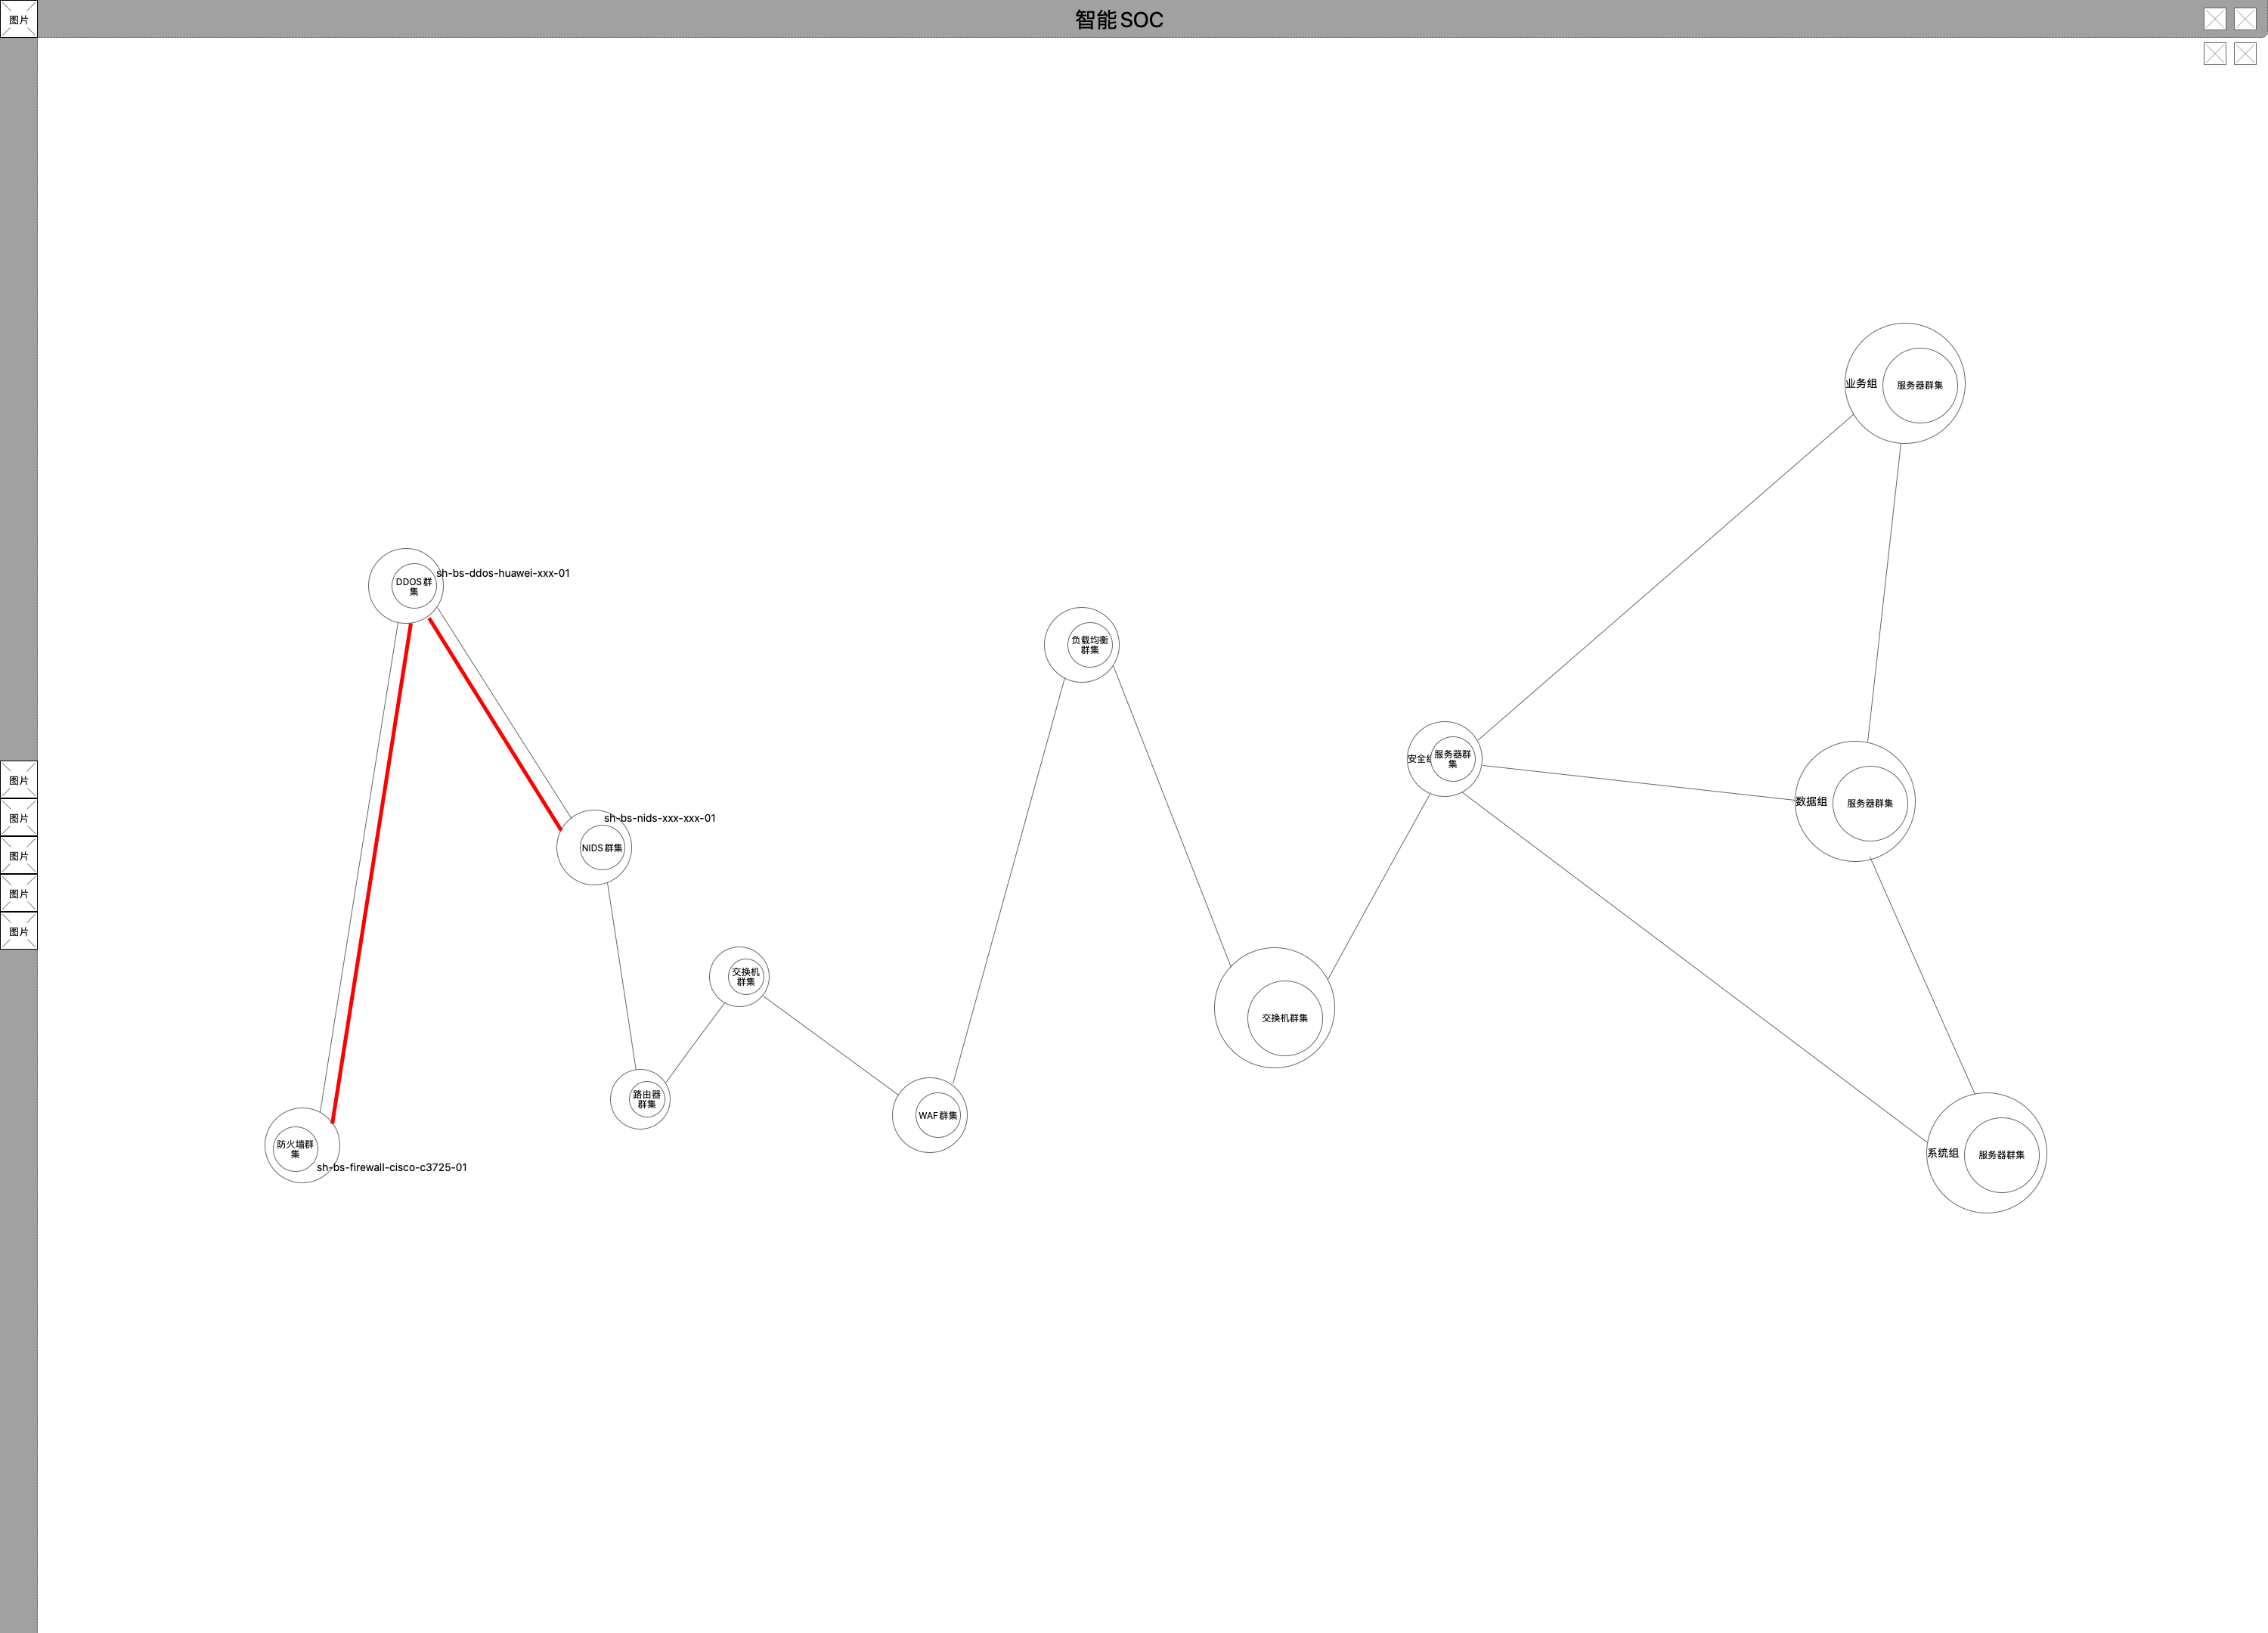 图片
智能SOC
业务组
服务器群集
DDOS群
集
sh-bs-ddos-huawei-xxx-01
负载均衡
群集
安全
服务器群
集
图片
数据组
服务器群集
sh-bs-nids-xxx-xxx-01
图片
NIDS群集
图片
图片
图片
交换机
群集
交换机群集
路由器
群集
WAF群集
防火墙群
集
sh-bs-firewall-cisco-c3725-01
系统组
服务器群集